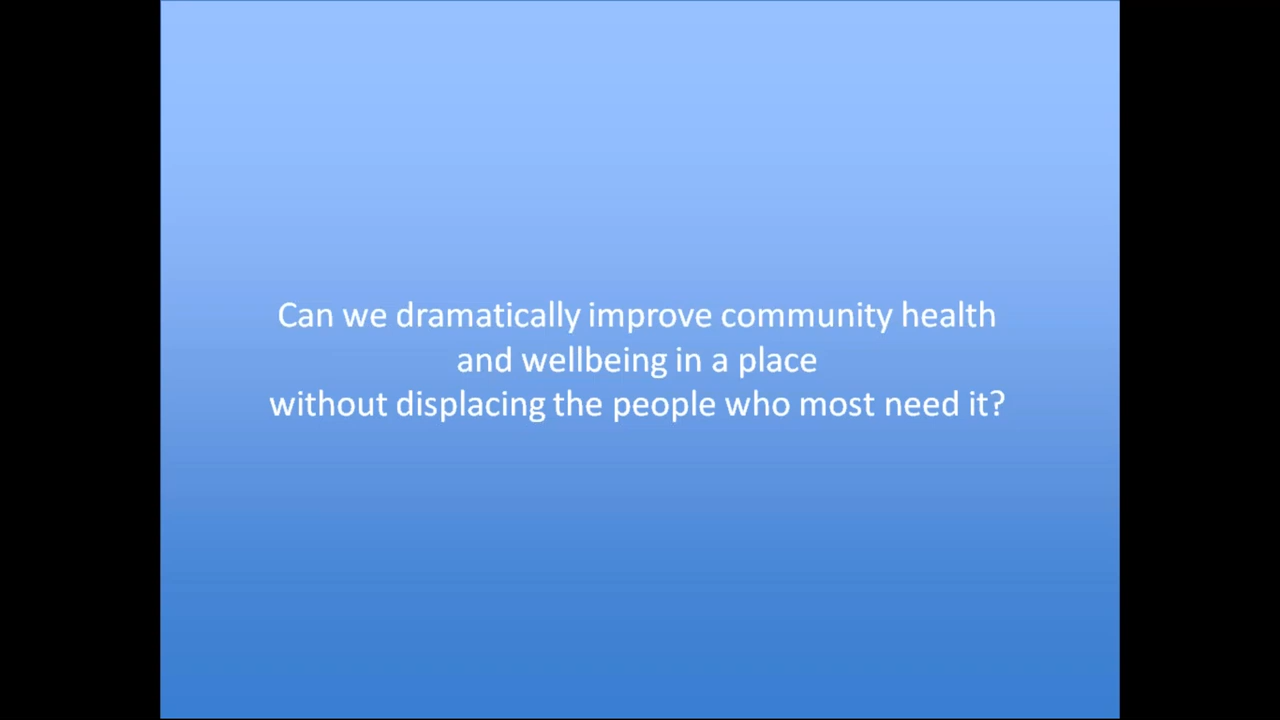 Can we dramatically improve community health
and wellbeing in a place
without displacing the people who most need it?